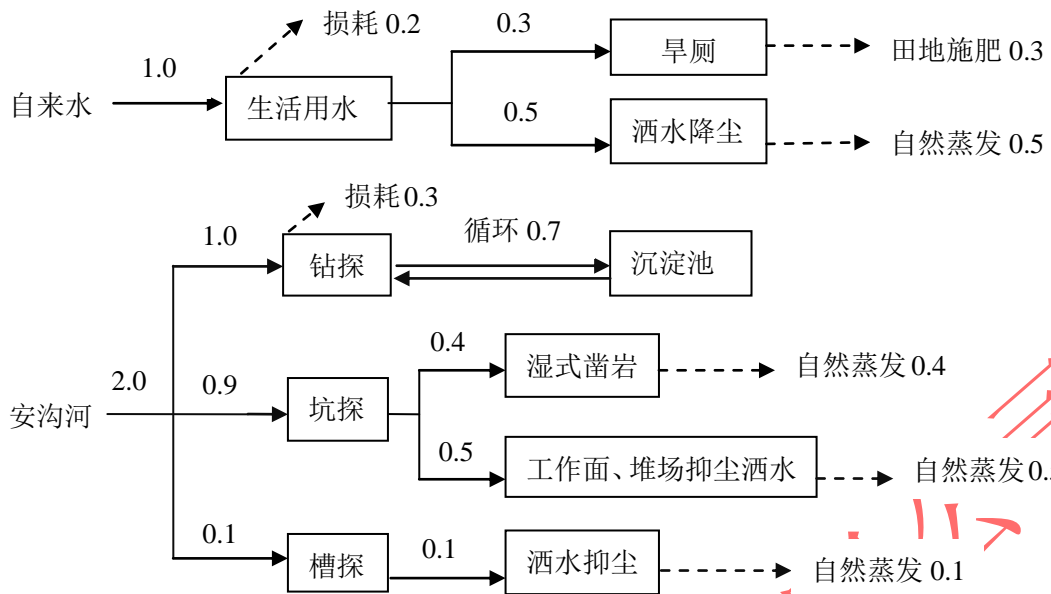 损耗 0.2
0.3
旱厕
田地施肥 0.3
1.0
自来水
生活用水
0.5
洒水降尘
自然蒸发 0.5
损耗 0.3
1.0
循环 0.7
钻探
沉淀池
0.4
湿式凿岩
自然蒸发 0.4
2.0
0.9
安沟河
坑探
0.5
工作面、堆场抑尘洒水
自然蒸发
0.1
槽探
0.1
洒水抑尘
自然蒸发 0.1